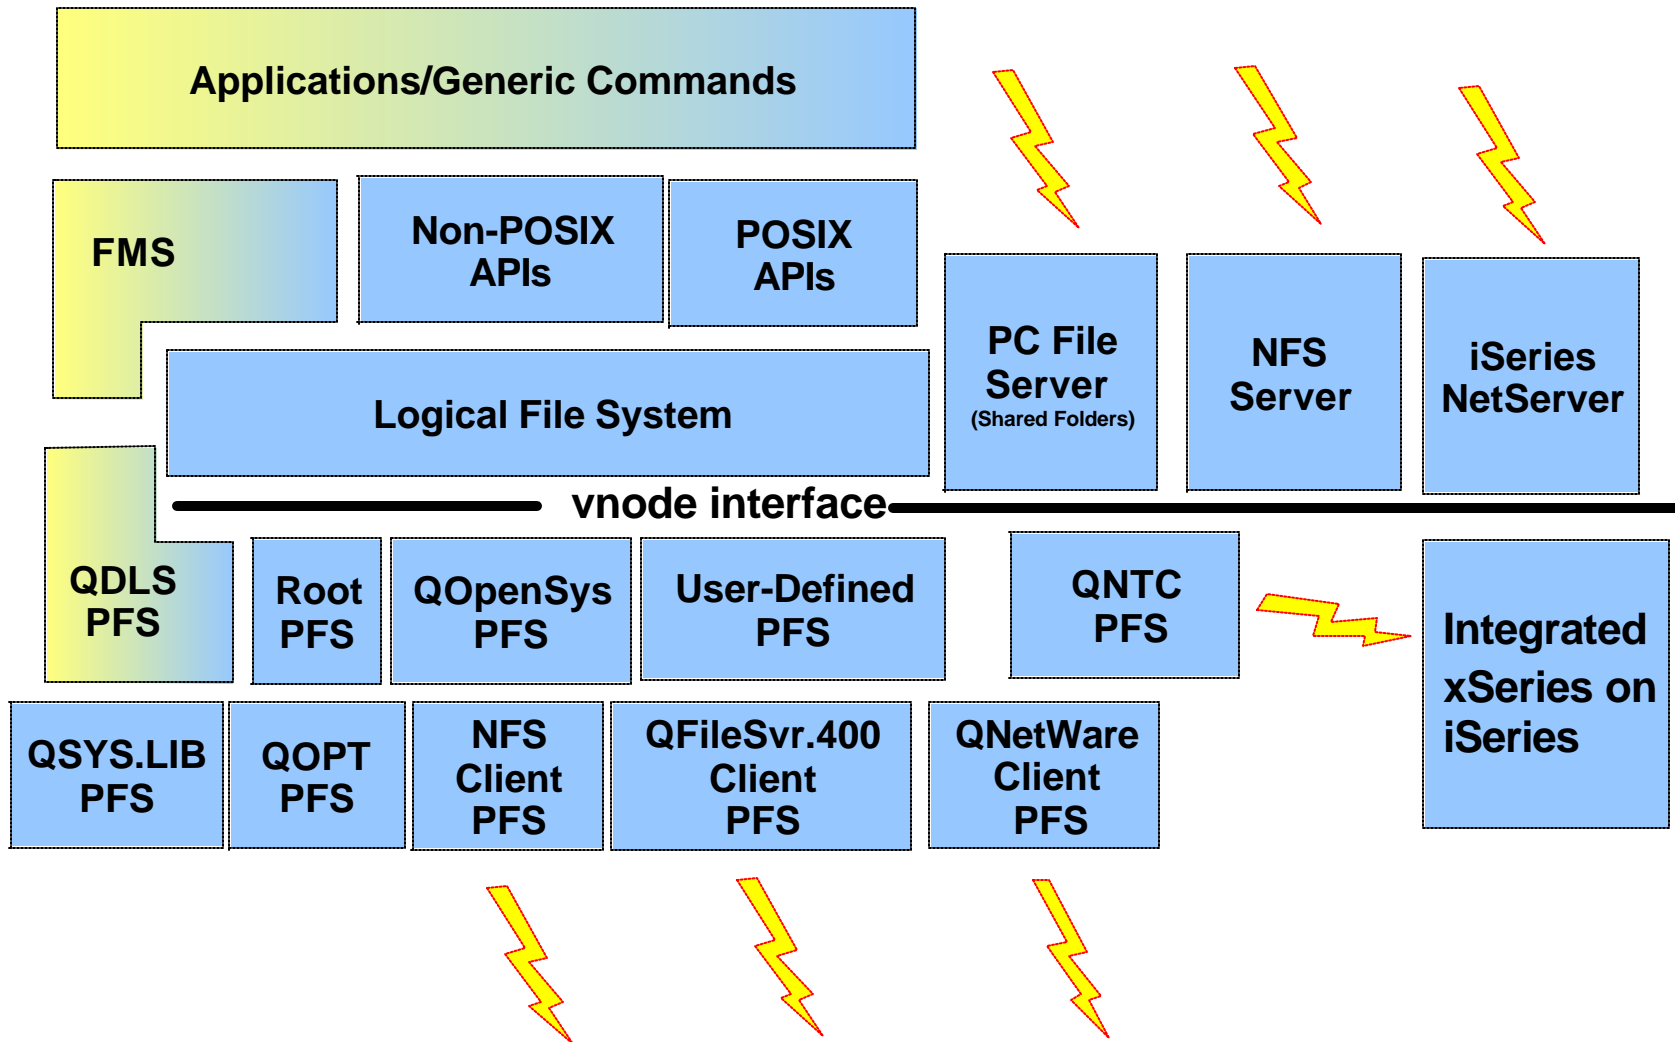 Applications/Generic Commands
FMS
Non-POSIX
APIs
POSIX
APIs
PC File
Server
(Shared Folders)
NFS
Server
iSeries
NetServer
Logical File System
vnode interface
QDLS
PFS
Root
PFS
QOpenSys
PFS
User-Defined
PFS
QNTC
PFS
Integrated
xSeries on
iSeries
QSYS.LIB
PFS
QOPT
PFS
NFS
Client
PFS
QFileSvr.400
Client
PFS
QNetWare
Client
PFS